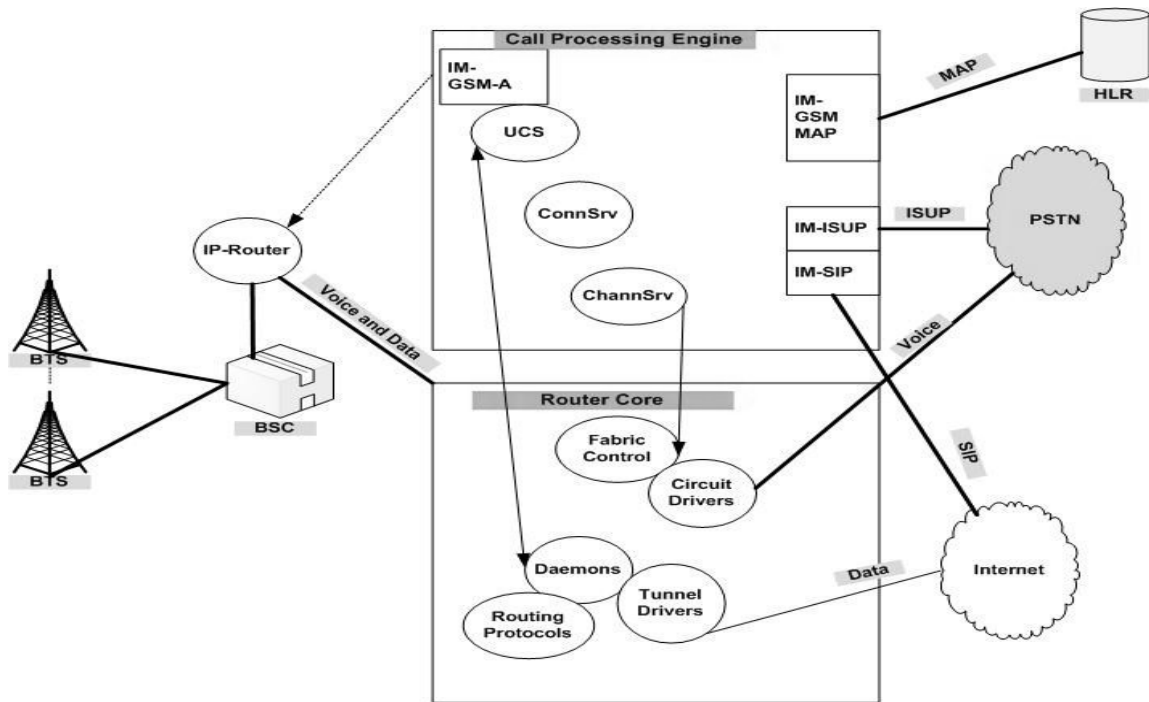 Call Processing Engine
IM-
GSM-A
UCS
ConnSrv
ChannSrv
IM-
GSM
MAP
IM-ISUP
IM-SIP
MAP
HLR
ISUP
PSTN
IP-Router
Voice and Data
BTS
BTS
BSC
Voice
SIP
Router Core
Fabric
Control
Circuit
Drivers
Daemons
Routing
Protocols
Tunnel
Drivers
Data
Internet